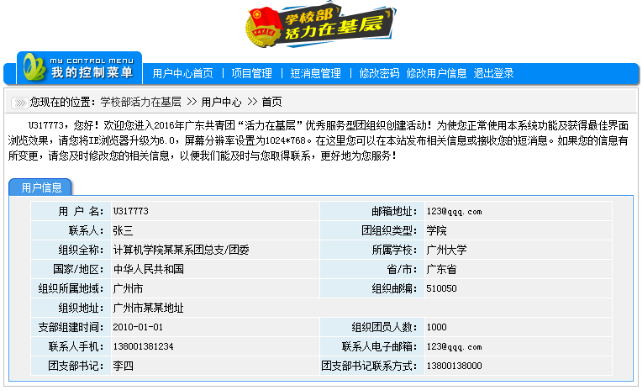 学校部
活力在基层
MY CONTROL MENU
我的控制菜单
用户中心首页 | 项目管理 | 短消息管理 | 修改密码 修改用户信息 退出登录
您现在的位置：学校部活力在基层 >> 用户中心 >> 首页
U317773，您好！欢迎您进入2016年广东共青团“活力在基层”优秀服务型团组织创建活动！为使您正常使用本系统功能及获得最佳界面
浏览效果，请您将IE浏览器升级为6.0，屏幕分辨率设置为1024*768。在这里您可以在本站发布相关信息或接收您的短消息。如果您的信息有
所变更，请您及时修改您的相关信息，以便我们能及时与您取得联系，更好地为您服务！
用户信息
用 户 名：U317773 邮箱地址：123@qqq.com
联系人：张三 团组织类型：学院
组织全称：计算机学院某某系团总支/团委 所属学校：广州大学
国家/地区：中华人民共和国 省/市：广东省
组织所属地域：广州市 组织邮编：510050
组织地址：广州市某某地址
支部组建时间：2010-01-01 组织团员人数：1000
联系人手机：138001381234 联系人电子邮箱：123@qqq.com
团支部书记：李四 团支部书记联系方式：13800138000